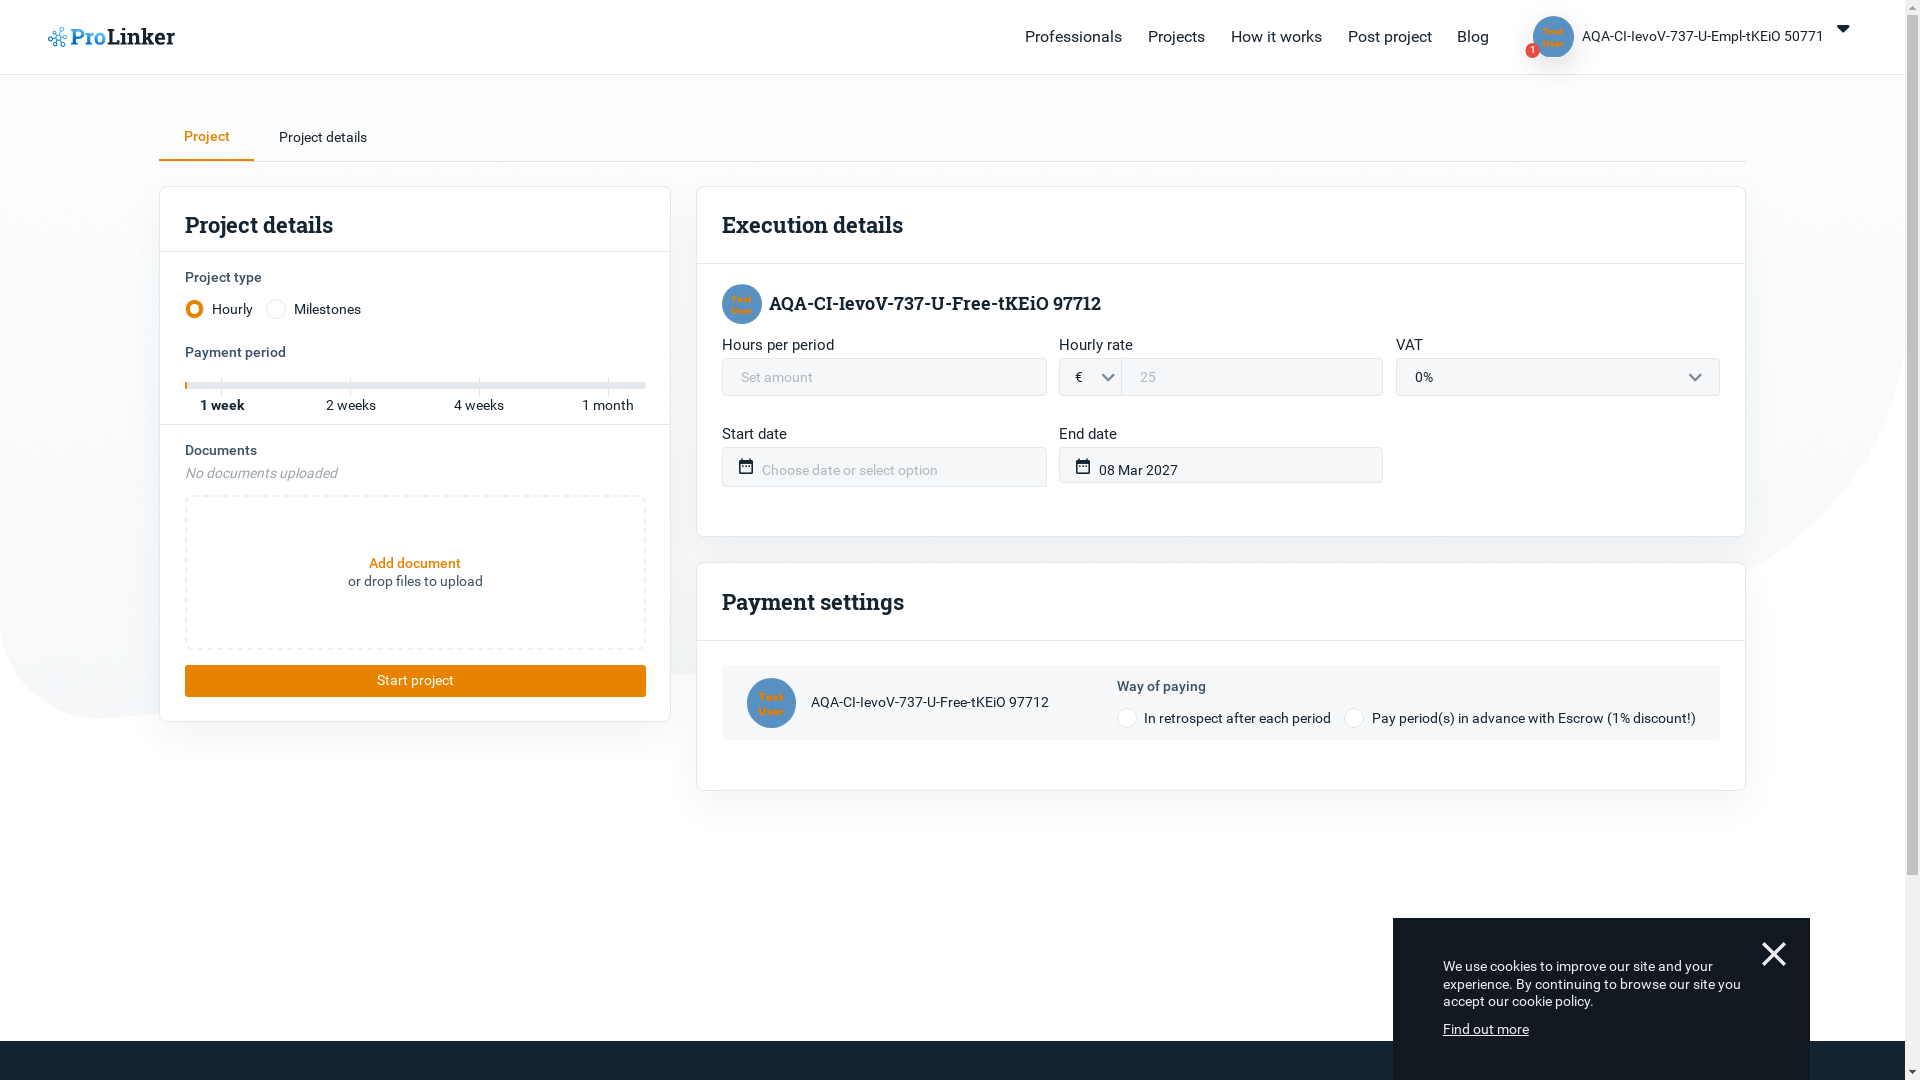 ProLinker
Professionals
Projects
How it works
Post project
Blog
Test
User
1
AQA-CI-IevoV-737-U-Empl-tKEiO 50771
Project
Project details
Project details
Project type
Hourly
Milestones
Payment period
1 week
2 weeks
4 weeks
1 month
Documents
No documents uploaded
Add document
or drop files to upload
Start project
Execution details
Test
User
AQA-CI-IevoV-737-U-Free-tKEiO 97712
Hours per period
Hourly rate
VAT
Set amount
€
25
0%
Start date
End date
Choose date or select option
08 Mar 2027
Payment settings
Test
User
AQA-CI-IevoV-737-U-Free-tKEiO 97712
Way of paying
In retrospect after each period
Pay period(s) in advance with Escrow (1% discount!)
We use cookies to improve our site and your
experience. By continuing to browse our site you
accept our cookie policy.
Find out more